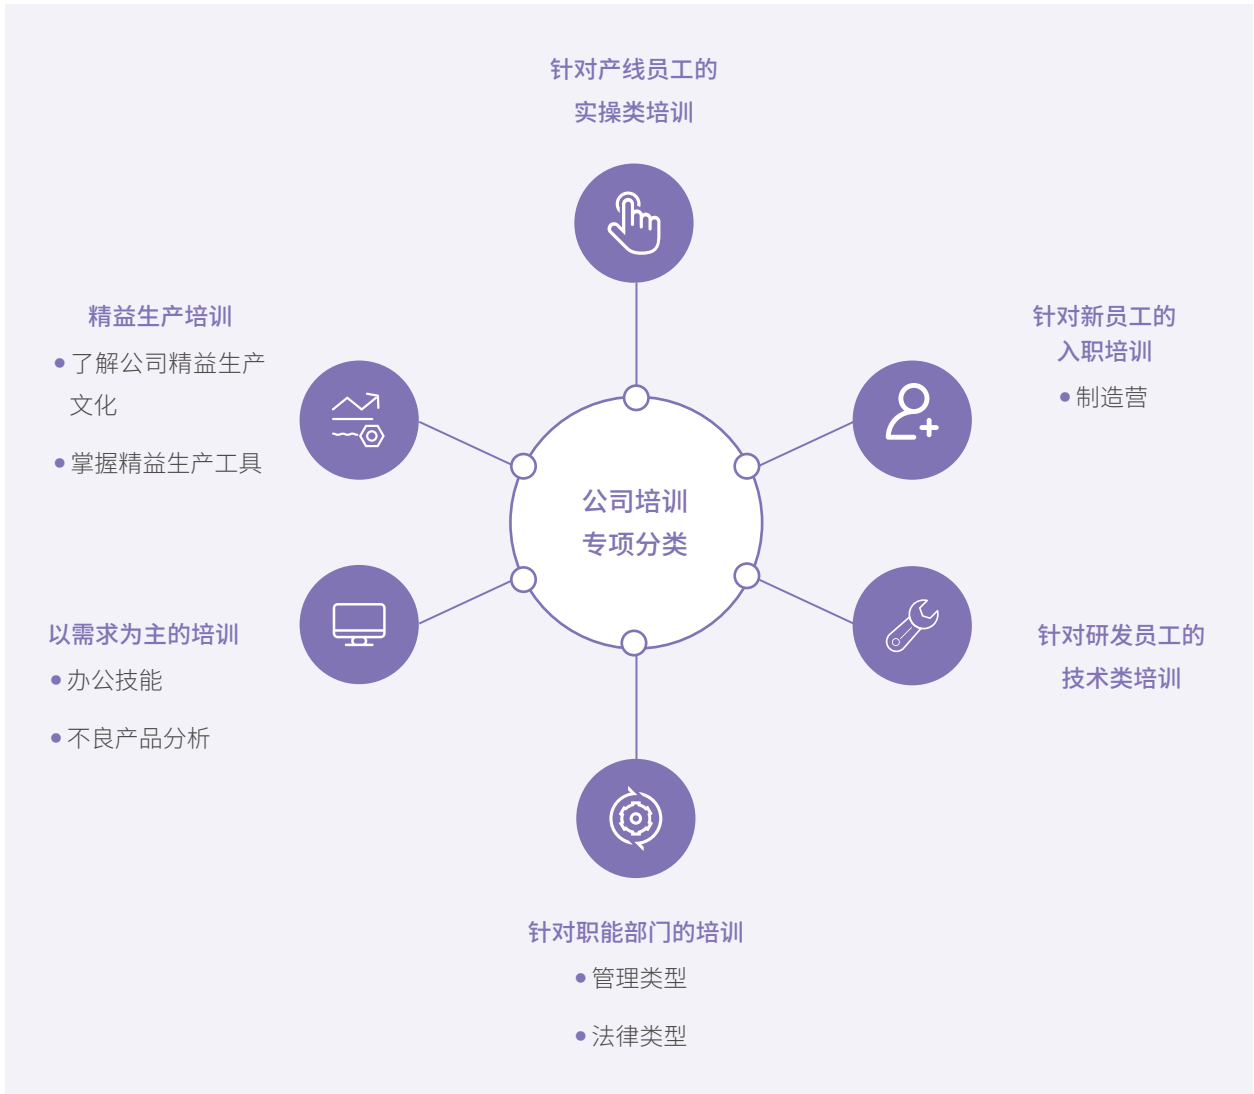 针对产线员工的
实操类培训
精益生产培训
了解公司精益生产
文化
掌握精益生产工具
针对新员工的
入职培训
制造营
公司培训
专项分类
以需求为主的培训
办公技能
不良产品分析
针对研发员工的
技术类培训
针对职能部门的培训
管理类型
法律类型